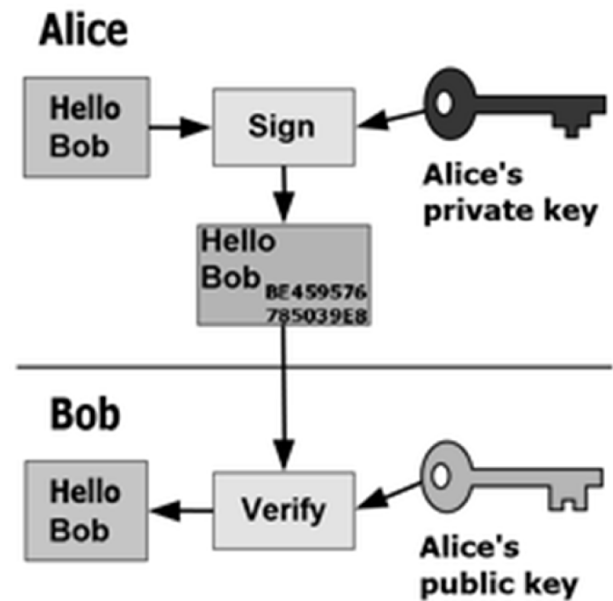 Alice
Hello
Bob
Sign
Alice's
private key
Hello
Bob
BE459576
785039E8
Bob
Hello
Bob
Verify
Alice's
public key